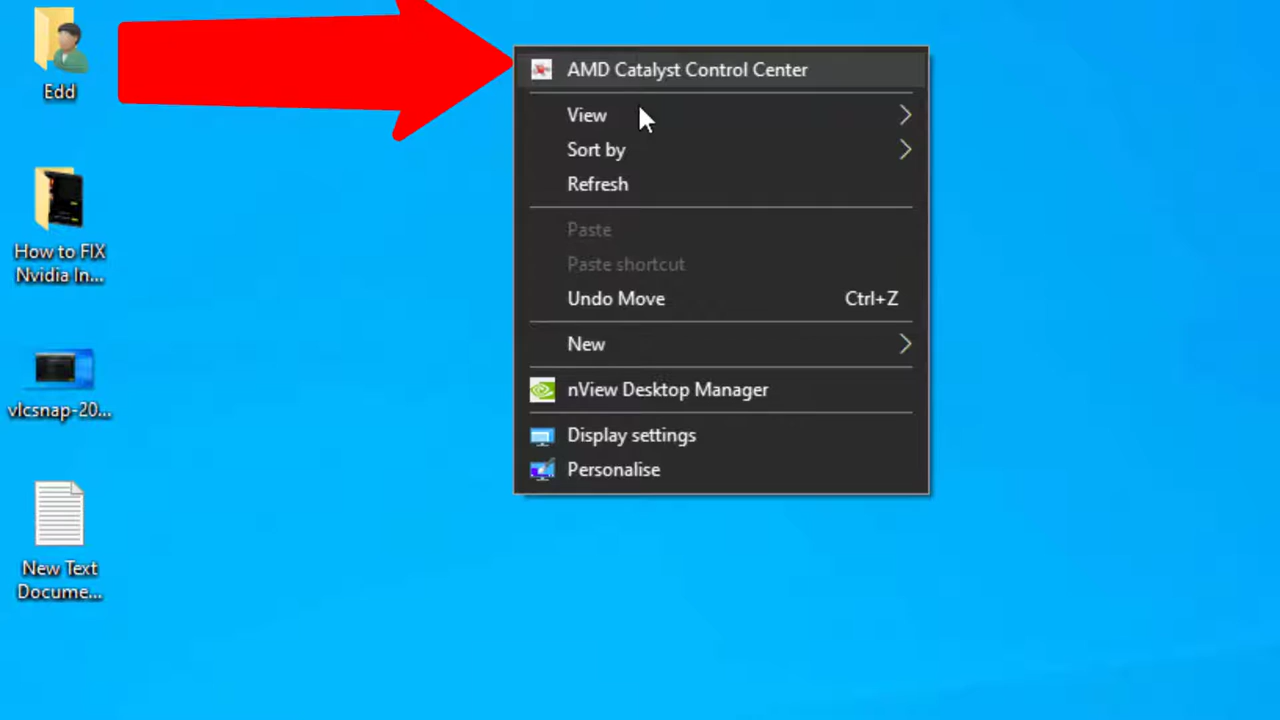 Edd
How to FIX
Nvidia In...
vlcsnap-20...
New Text
Docume...
AMD Catalyst Control Center
View
Sort by
Refresh
Paste
Paste shortcut
Undo Move Ctrl+Z
New
nView Desktop Manager
Display settings
Personalise